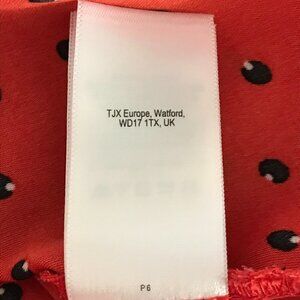 TJX Europe, Watford,
WD17 1TX, UK
P6